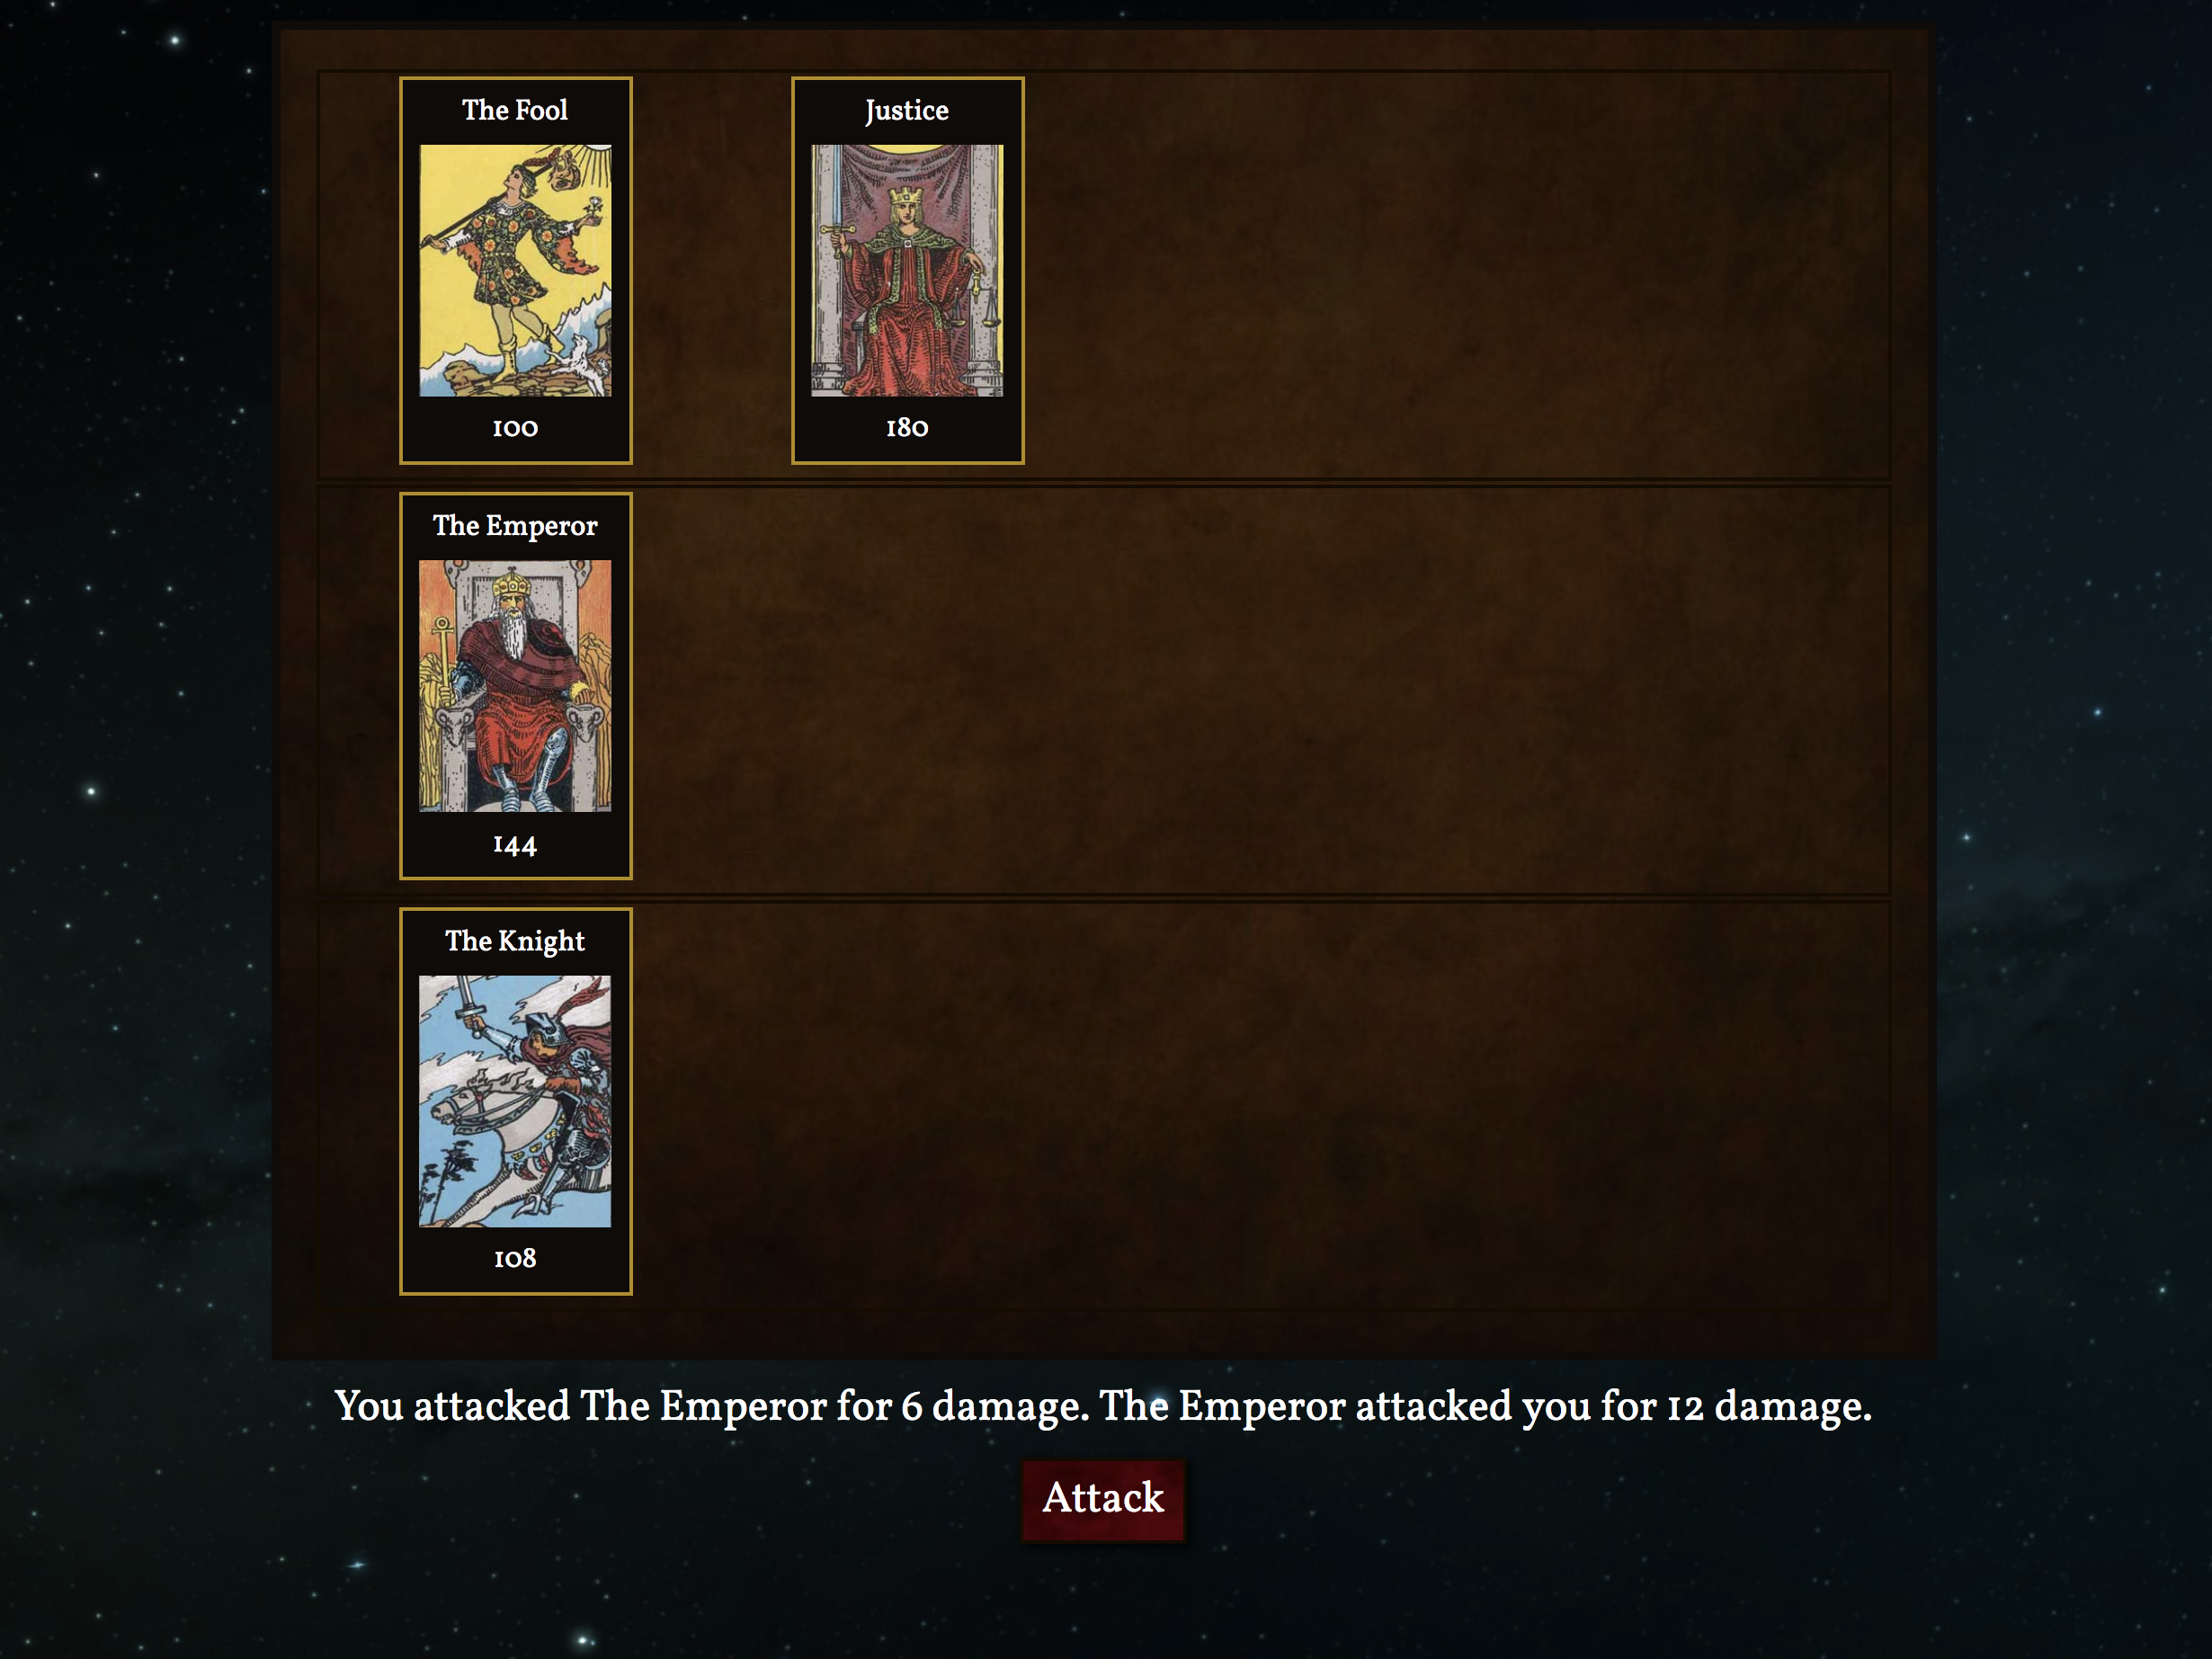 The Fool
100
Justice
180
The Emperor
144
The Knight
108
You attacked The Emperor for 6 damage. The Emperor attacked you for 12 damage.
Attack